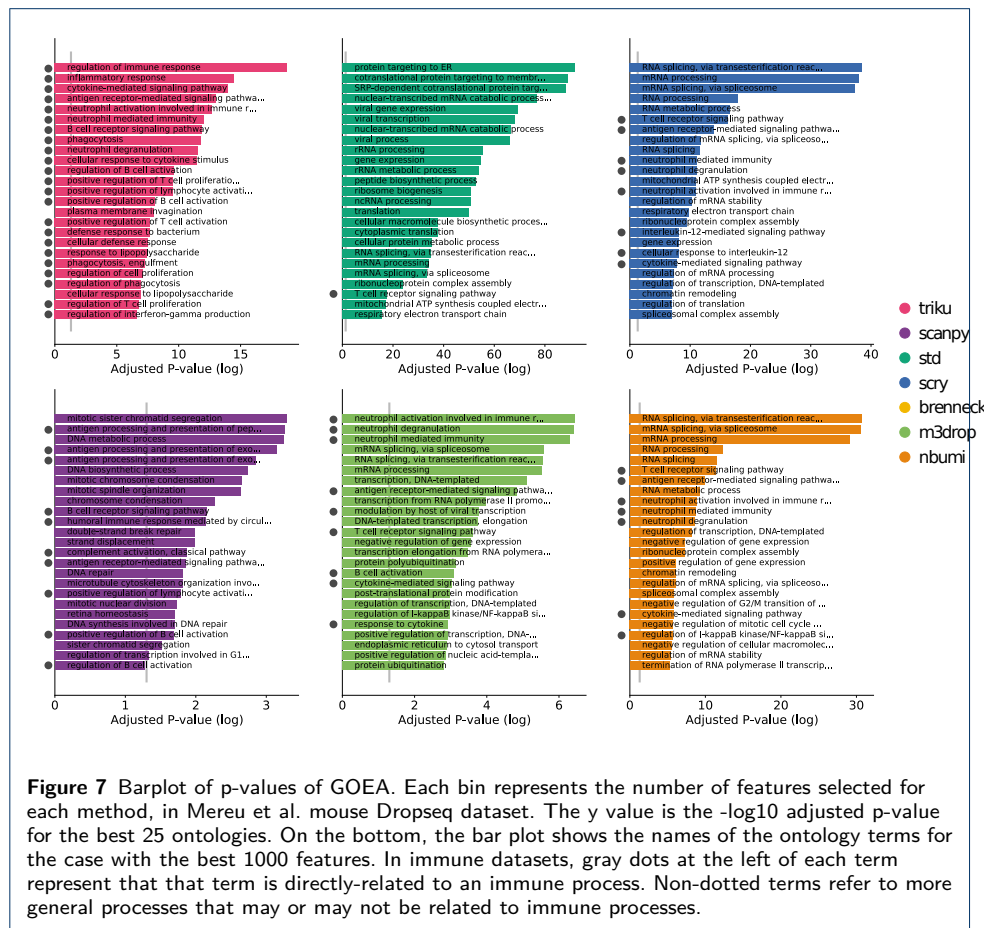 regulation of immune response
inflammatory response
cytokine-mediated signaling pathway
antigen receptor-mediated signaling pathwa...
neutrophil activation involved in immune r...
neutrophil mediated immunity
B cell receptor signaling pathway
phagocytosis
neutrophil degranulation
cellular response to cytokine stimulus
regulation of B cell activation
positive regulation of T cell proliferatio...
positive regulation of lymphocyte activati...
positive regulation of B cell activation
plasma membrane invagination
positive regulation of T cell activation
defense response to bacterium
cellular defense response
response to lipopolysaccharide
phagocytosis, engulfment
regulation of cell proliferation
regulation of phagocytosis
cellular response to lipopolysaccharide
regulation of T cell proliferation
regulation of interferon-gamma production
0 5 10 15
Adjusted P-value (log)
protein targeting to ER
cotranslational protein targeting to membr...
SRP-dependent cotranslational protein targ...
nuclear-transcribed mRNA catabolic process...
viral gene expression
viral transcription
nuclear-transcribed mRNA catabolic process
viral process
rRNA processing
gene expression
rRNA metabolic process
peptide biosynthetic process
ribosome biogenesis
ncRNA processing
translation
cellular macromolecule biosynthetic proces...
cytoplasmic translation
cellular protein metabolic process
RNA splicing, via transesterification reac...
mRNA processing
mRNA splicing, via spliceosome
ribonucleoprotein complex assembly
T cell receptor signaling pathway
mitochondrial ATP synthesis coupled electr...
respiratory electron transport chain
0 20 40 60 80
Adjusted P-value (log)
RNA splicing, via transesterification reac...
mRNA processing
mRNA splicing, via spliceosome
RNA processing
RNA metabolic process
T cell receptor signaling pathway
antigen receptor-mediated signaling pathwa...
regulation of mRNA splicing, via spliceoso...
RNA splicing
neutrophil mediated immunity
neutrophil degranulation
mitochondrial ATP synthesis coupled electr...
neutrophil activation involved in immune r...
regulation of mRNA stability
respiratory electron transport chain
ribonucleoprotein complex assembly
interleukin-12-mediated signaling pathway
gene expression
cellular response to interleukin-12
cytokine-mediated signaling pathway
regulation of mRNA processing
regulation of transcription, DNA-templated
chromatin remodeling
regulation of translation
spliceosomal complex assembly
0 10 20 30 40
Adjusted P-value (log)
triku
scanpy
std
scry
brenneck
m3drop
nbumi
mitotic sister chromatid segregation
antigen processing and presentation of pep...
DNA metabolic process
antigen processing and presentation of exo...
antigen processing and presentation of exo...
DNA biosynthetic process
mitotic chromosome condensation
mitotic spindle organization
chromosome condensation
B cell receptor signaling pathway
humoral immune response mediated by circul...
double-strand break repair
strand displacement
complement activation, classical pathway
antigen receptor-mediated signaling pathwa...
DNA repair
microtubule cytoskeleton organization invo...
positive regulation of lymphocyte activati...
mitotic nuclear division
retina homeostasis
DNA synthesis involved in DNA repair
positive regulation of B cell activation
sister chromatid segregation
regulation of transcription involved in G1...
regulation of B cell activation
0 1 2 3
Adjusted P-value (log)
neutrophil activation involved in immune r...
neutrophil degranulation
neutrophil mediated immunity
mRNA splicing, via spliceosome
RNA splicing, via transesterification reac...
mRNA processing
transcription, DNA-templated
antigen receptor-mediated signaling pathwa...
transcription from RNA polymerase II promo...
modulation by host of viral transcription
DNA-templated transcription, elongation
T cell receptor signaling pathway
negative regulation of gene expression
transcription elongation from RNA polymera...
protein polyubiquitination
B cell activation
cytokine-mediated signaling pathway
post-translational protein modification
regulation of transcription, DNA-templated
regulation of I-kappaB kinase/NF-kappaB si...
response to cytokine
positive regulation of transcription, DNA-...
endoplasmic reticulum to cytosol transport
positive regulation of nucleic acid-templa...
protein ubiquitination
0 2 4 6
Adjusted P-value (log)
RNA splicing, via transesterification reac...
mRNA splicing, via spliceosome
mRNA processing
RNA processing
RNA splicing
T cell receptor signaling pathway
antigen receptor-mediated signaling pathwa...
RNA metabolic process
neutrophil activation involved in immune r...
neutrophil mediated immunity
neutrophil degranulation
regulation of transcription, DNA-templated
negative regulation of gene expression
ribonucleoprotein complex assembly
positive regulation of gene expression
chromatin remodeling
regulation of mRNA splicing, via spliceoso...
spliceosomal complex assembly
negative regulation of G2/M transition of ...
cytokine-mediated signaling pathway
negative regulation of mitotic cell cycle ...
regulation of I-kappaB kinase/NF-kappaB si...
negative regulation of cellular macromolec...
regulation of mRNA stability
termination of RNA polymerase II transcrip...
0 10 20 30
Adjusted P-value (log)
Figure 7 Barplot of p-values of GOEA. Each bin represents the number of features selected for
each method, in Mereu et al. mouse Dropseq dataset. The y value is the -log10 adjusted p-value
for the best 25 ontologies. On the bottom, the bar plot shows the names of the ontology terms for
the case with the best 1000 features. In immune datasets, gray dots at the left of each term
represent that that term is directly-related to an immune process. Non-dotted terms refer to more
general processes that may or may not be related to immune processes.